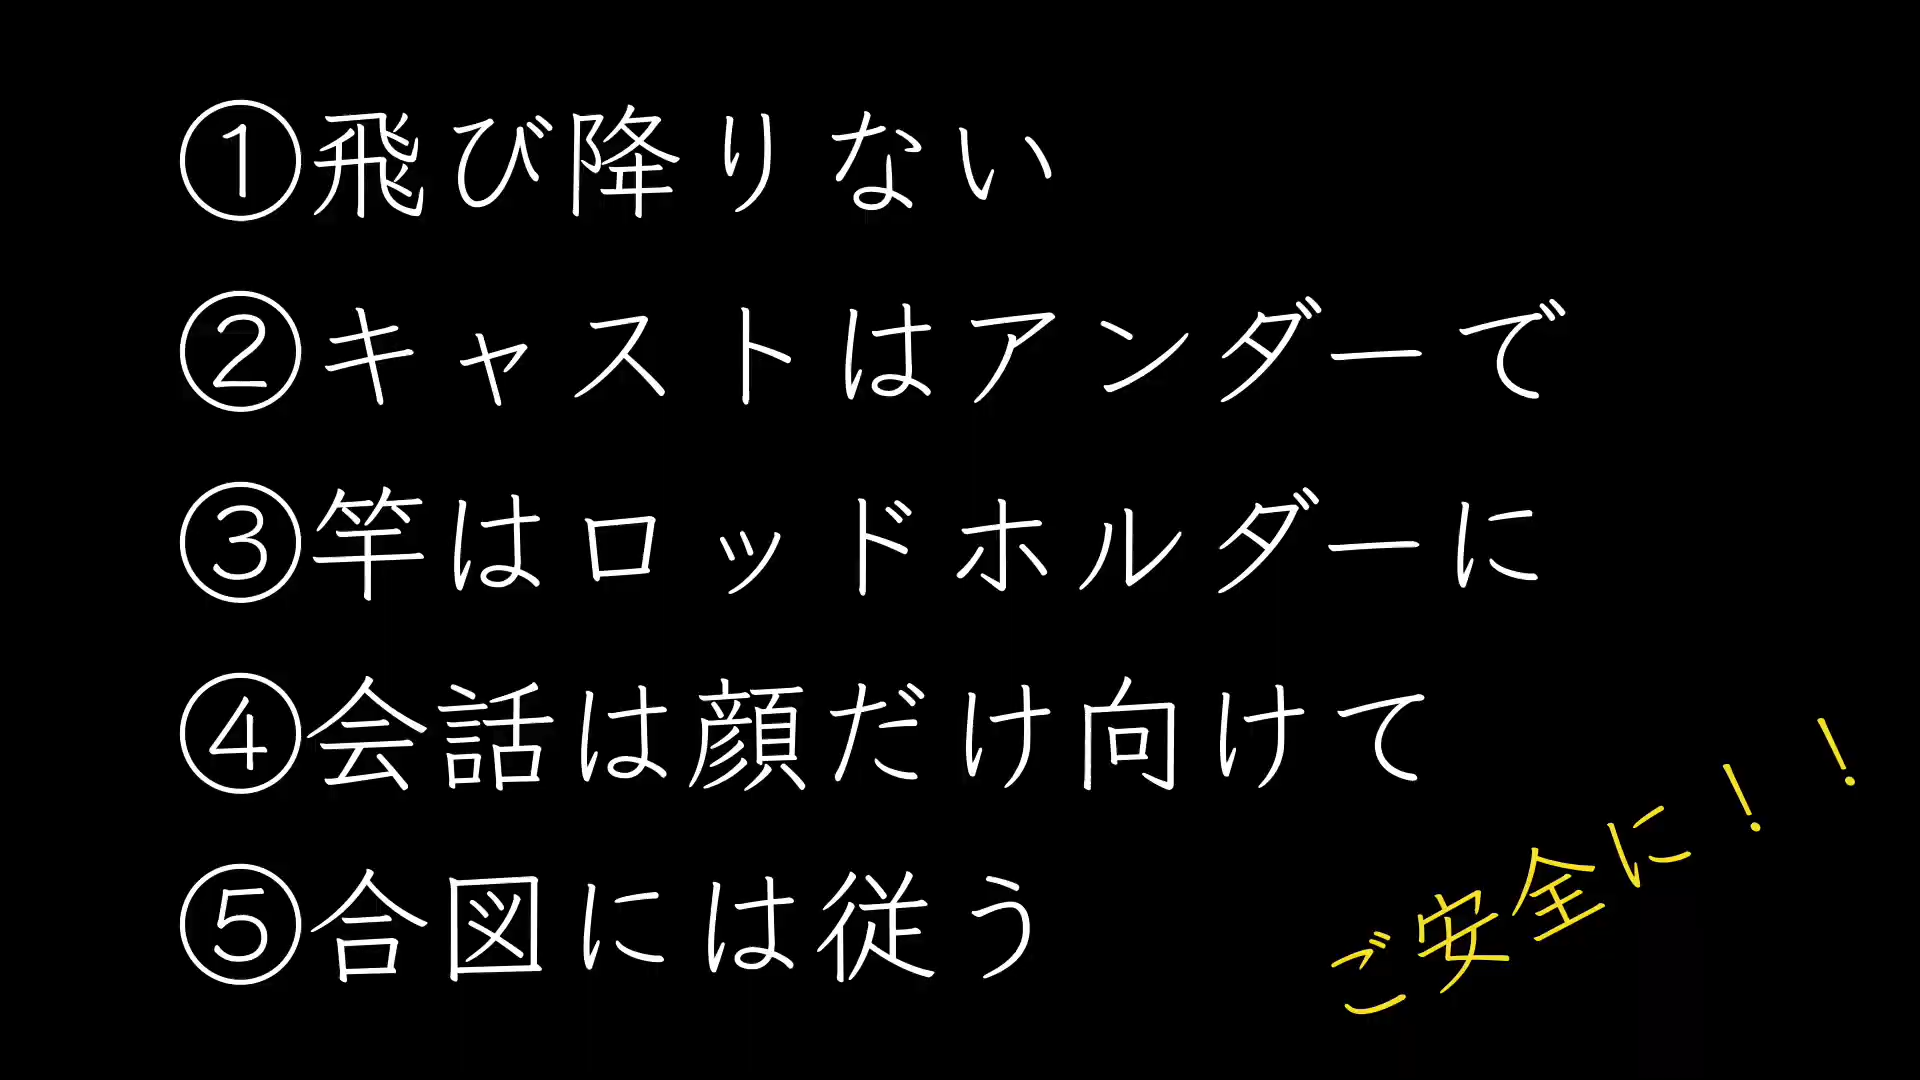 ①飛び降りない
②キャストはアンダーで
③竿はロッドホルダーに
④会話は顔だけ向けて
⑤合図には従う
ご安全に！！